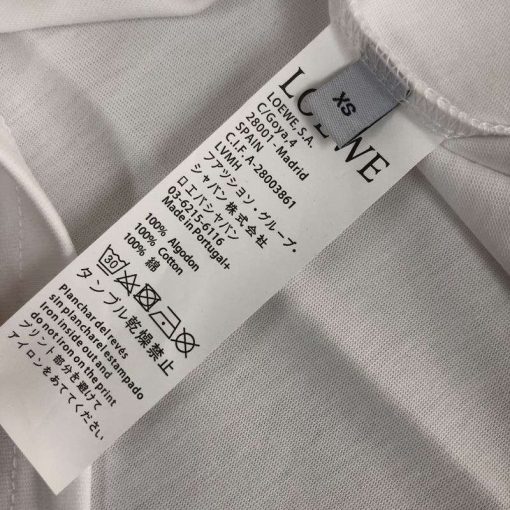 LOEWE
XS
LOEWE, S.A.
C/Goya, 4
28001 - Madrid
SPAIN
C.I.F. A-28003861
LVMH
フアツション・グループ・
ジャパン株式会社
ロエバジャパン
03-6215-6116
Made in Portugal+
100% Algodon
100% Cotton
100% 綿
30
タンブル乾燥禁止
Planchar del revés
sin planchar el estampado
Iron inside out and
do not iron on the print
プリント部分を避けて
アイロンをあててください